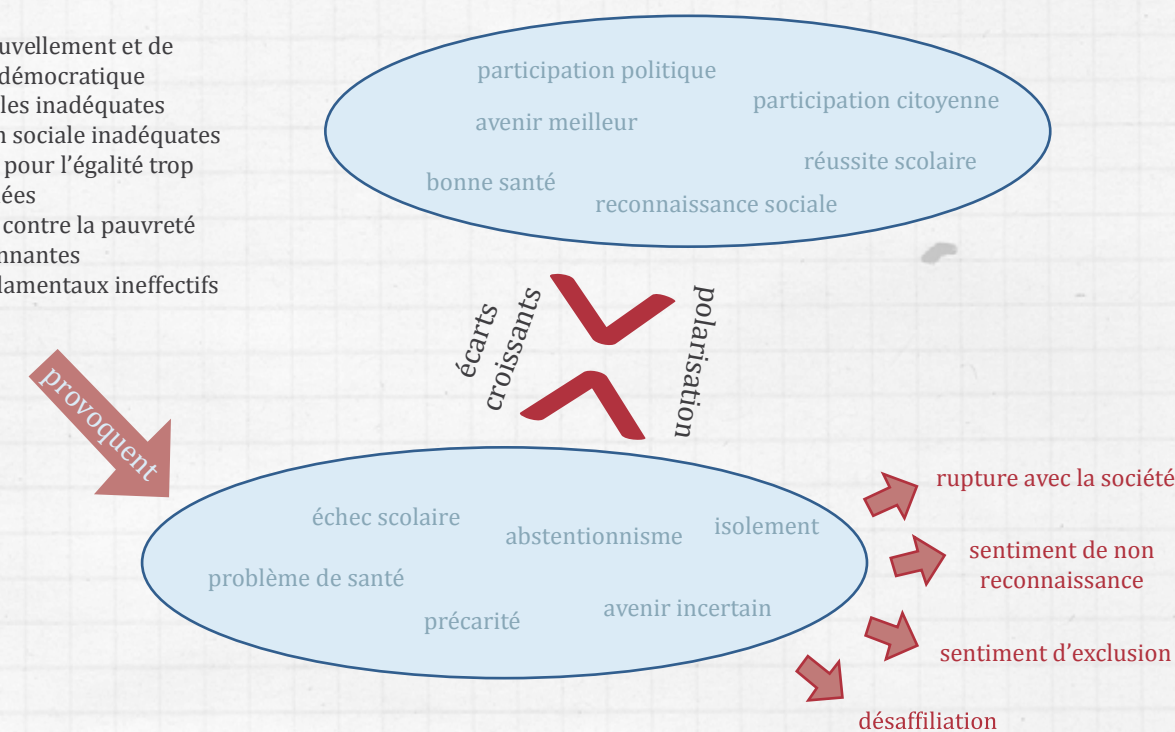 uvellement et de
démocratique
les inadéquates
n sociale inadéquates
pour l’égalité trop
ées
contre la pauvreté
nnantes
lamentaux ineffectifs
participation politique
participation citoyenne
avenir meilleur
réussite scolaire
bonne santé
reconnaissance sociale
écarts
croissants
polarisation
provoquent
échec scolaire
abstentionnisme
isolement
problème de santé
avenir incertain
précarité
rupture avec la société
sentiment de non
reconnaissance
sentiment d’exclusion
désaffiliation